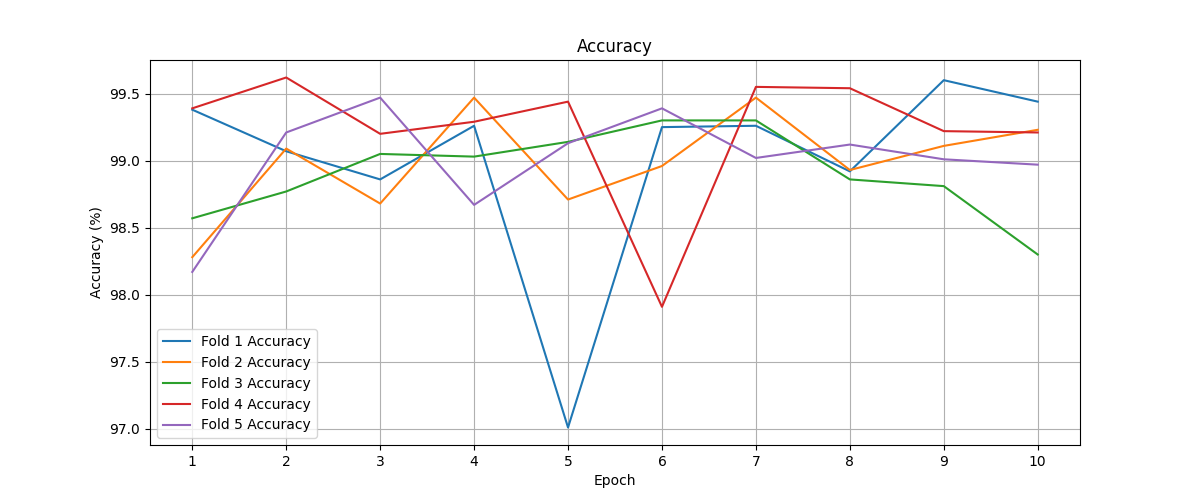 Accuracy
Accuracy (%)
99.5
99.0
98.5
98.0
97.5
97.0
Fold 1 Accuracy
Fold 2 Accuracy
Fold 3 Accuracy
Fold 4 Accuracy
Fold 5 Accuracy
1 2 3 4 5 6 7 8 9 10
Epoch